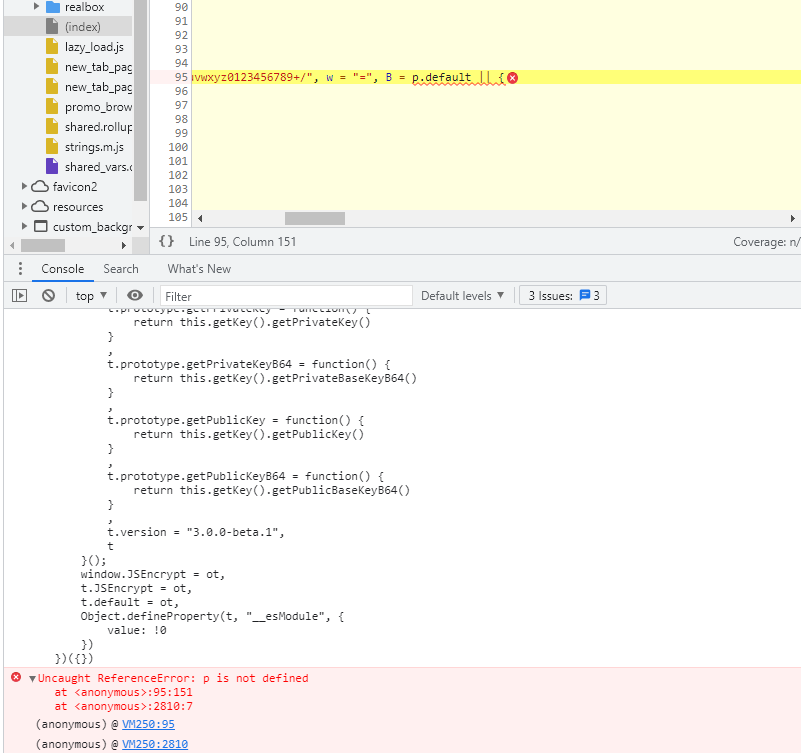 realbox
(index)
lazy_load.js
new_tab_pag
new_tab_pag
promo_brow
shared.rollup
strings.m.js
shared_vars.c
favicon2
resources
custom_backgr
90
91
92
93
94
95 vwxyz0123456789+/", w = "=", B = p.default || {
96
97
98
99
100
101
102
103
104
105
{} Line 95, Column 151 Coverage: n/
Console Search What's New
top Filter Default levels 3 Issues: 3
t.prototype.getPrivateKey = function() {
return this.getKey().getPrivateKey()
}
,
t.prototype.getPrivateKeyB64 = function() {
return this.getKey().getPrivateBaseKeyB64()
}
,
t.prototype.getPublicKey = function() {
return this.getKey().getPublicKey()
}
,
t.prototype.getPublicKeyB64 = function() {
return this.getKey().getPublicBaseKeyB64()
}
,
t.version = "3.0.0-beta.1",
t
}();
window.JSEncrypt = ot,
t.JSEncrypt = ot,
t.default = ot,
Object.defineProperty(t, "__esModule", {
value: !0
})
})({})
Uncaught ReferenceError: p is not defined
at <anonymous>:95:151
at <anonymous>:2810:7
(anonymous) @ VM250:95
(anonymous) @ VM250:2810